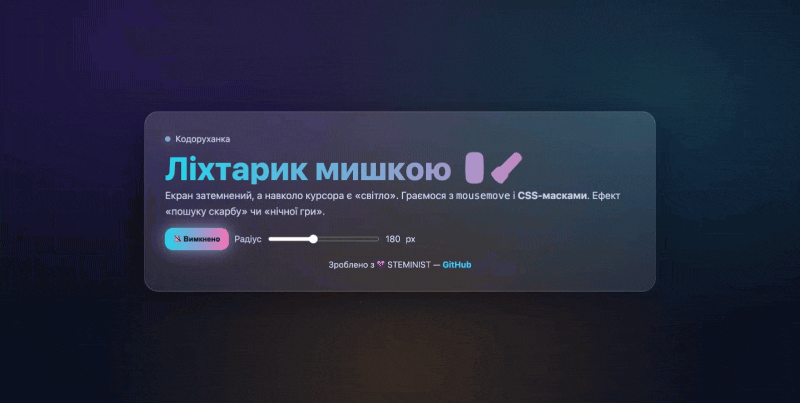 Кодоруханка
Ліхтарик мишкою
Екран затемнений, а навколо курсора є «світло». Граємося з mousemove і CSS-масками. Ефект
«пошуку скарбу» чи «нічної гри».
Вимкнено Радіус 180 px
Зроблено з 💖 STEMINIST — GitHub